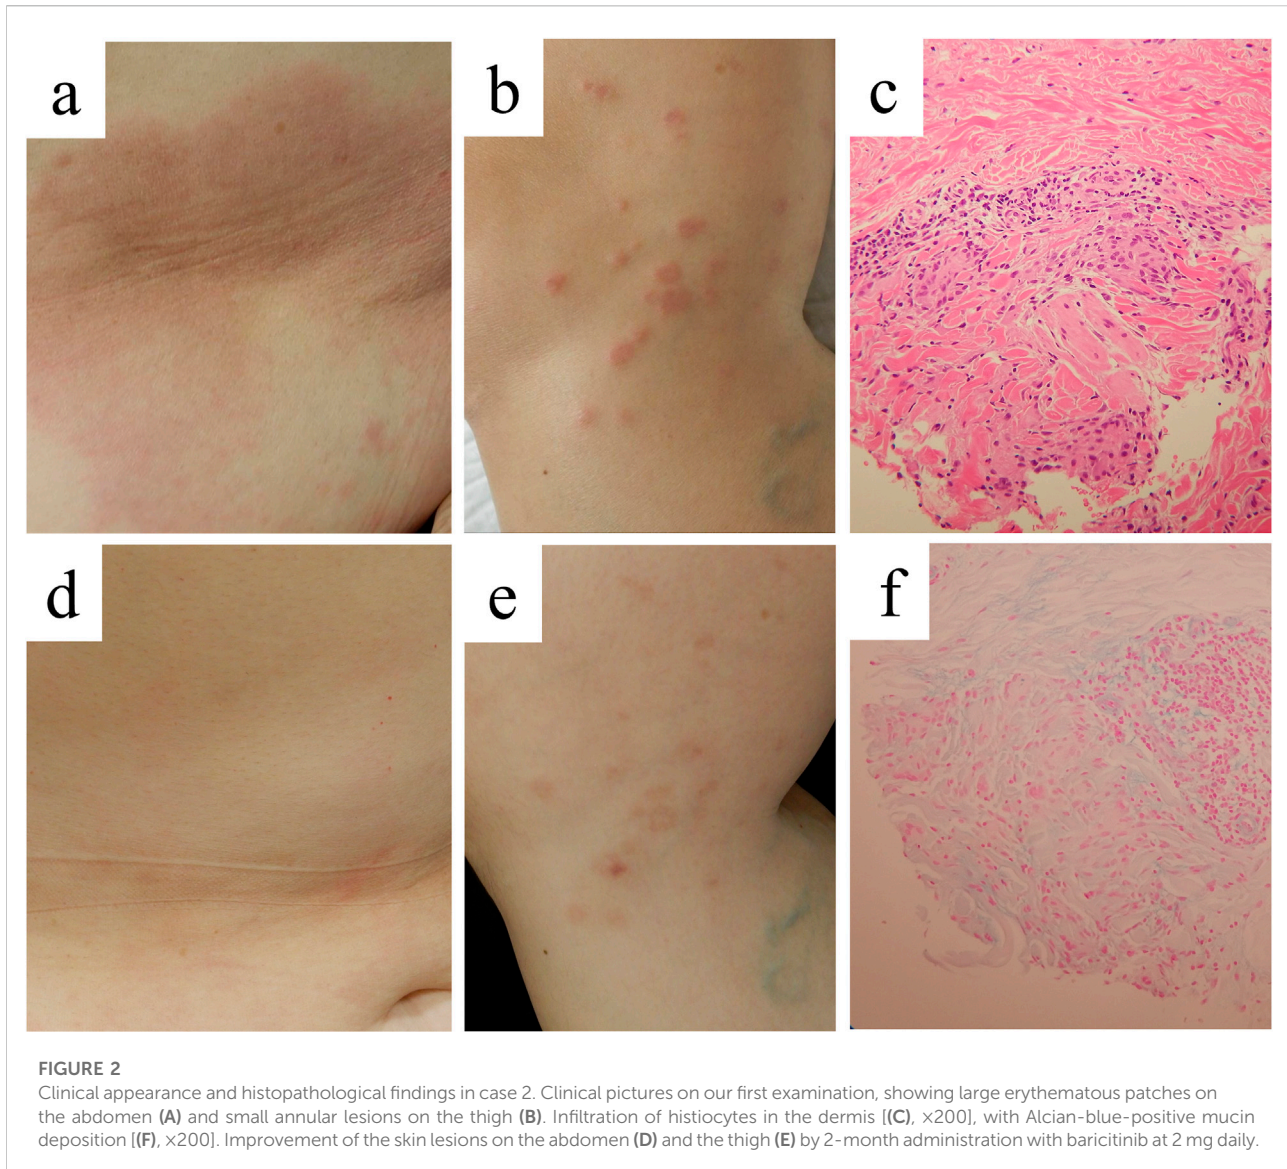 a
b
c
d
e
f
FIGURE 2
Clinical appearance and histopathological findings in case 2. Clinical pictures on our first examination, showing large erythematous patches on
the abdomen (A) and small annular lesions on the thigh (B). Infiltration of histiocytes in the dermis [(C), ×200], with Alcian-blue-positive mucin
deposition [(F), ×200]. Improvement of the skin lesions on the abdomen (D) and the thigh (E) by 2-month administration with baricitinib at 2 mg daily.